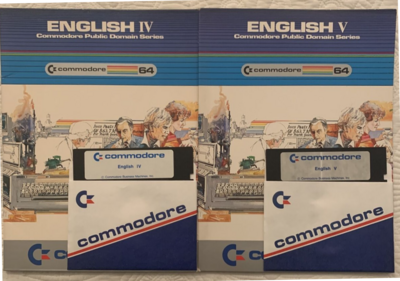 ENGLISH IV
Commodore Public Domain Series
commodore 64
commodore
English IV
commodore
ENGLISH V
Commodore Public Domain Series
commodore 64
commodore
English V
commodore